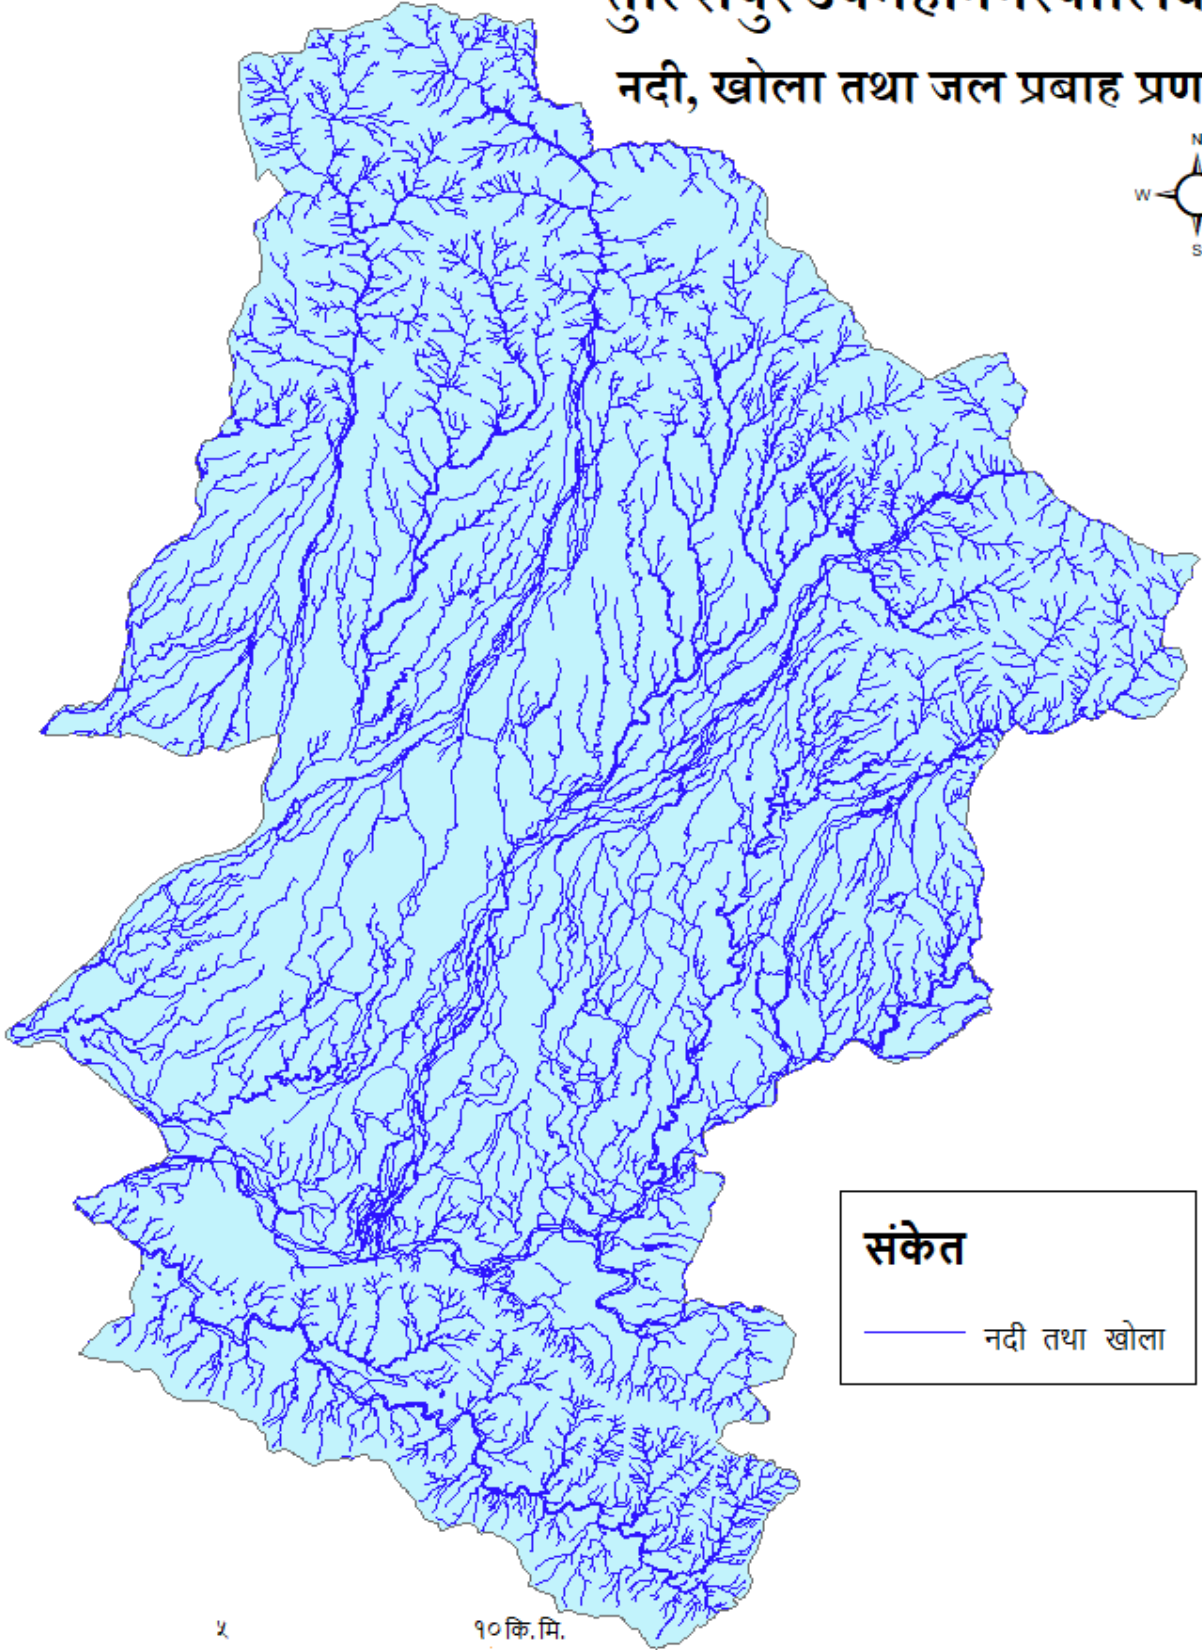 नदी, खोला तथा जल प्रबाह प्रण
N
W
S
संकेत
नदी तथा खोला
५ १० कि.मि.